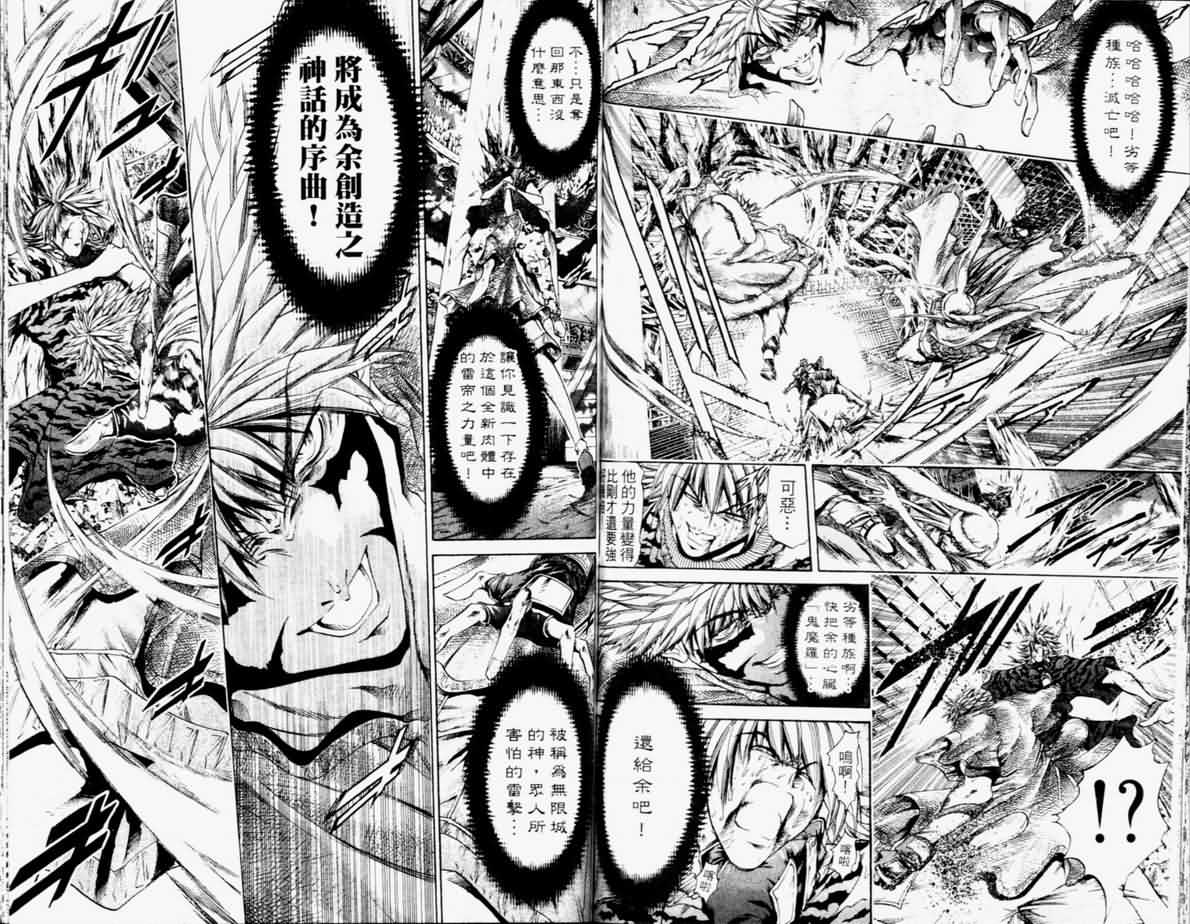 哈哈哈哈哈！劣等
種族…滅亡吧！
可惡…
他的力量變得
比剛才還要強
!?
劣等種族啊…
快把余的心臟
「鬼魔羅」
還給余吧！
嗚啊！
喀啦
喀啦
不…只是奪
回那東西沒
什麼意思…
讓你見識一下存在
於這個全新肉體中
的雷帝之力量吧！
被稱為無限城
的神，眾人所
害怕的雷擊…
將成為余創造之
神話的序曲！